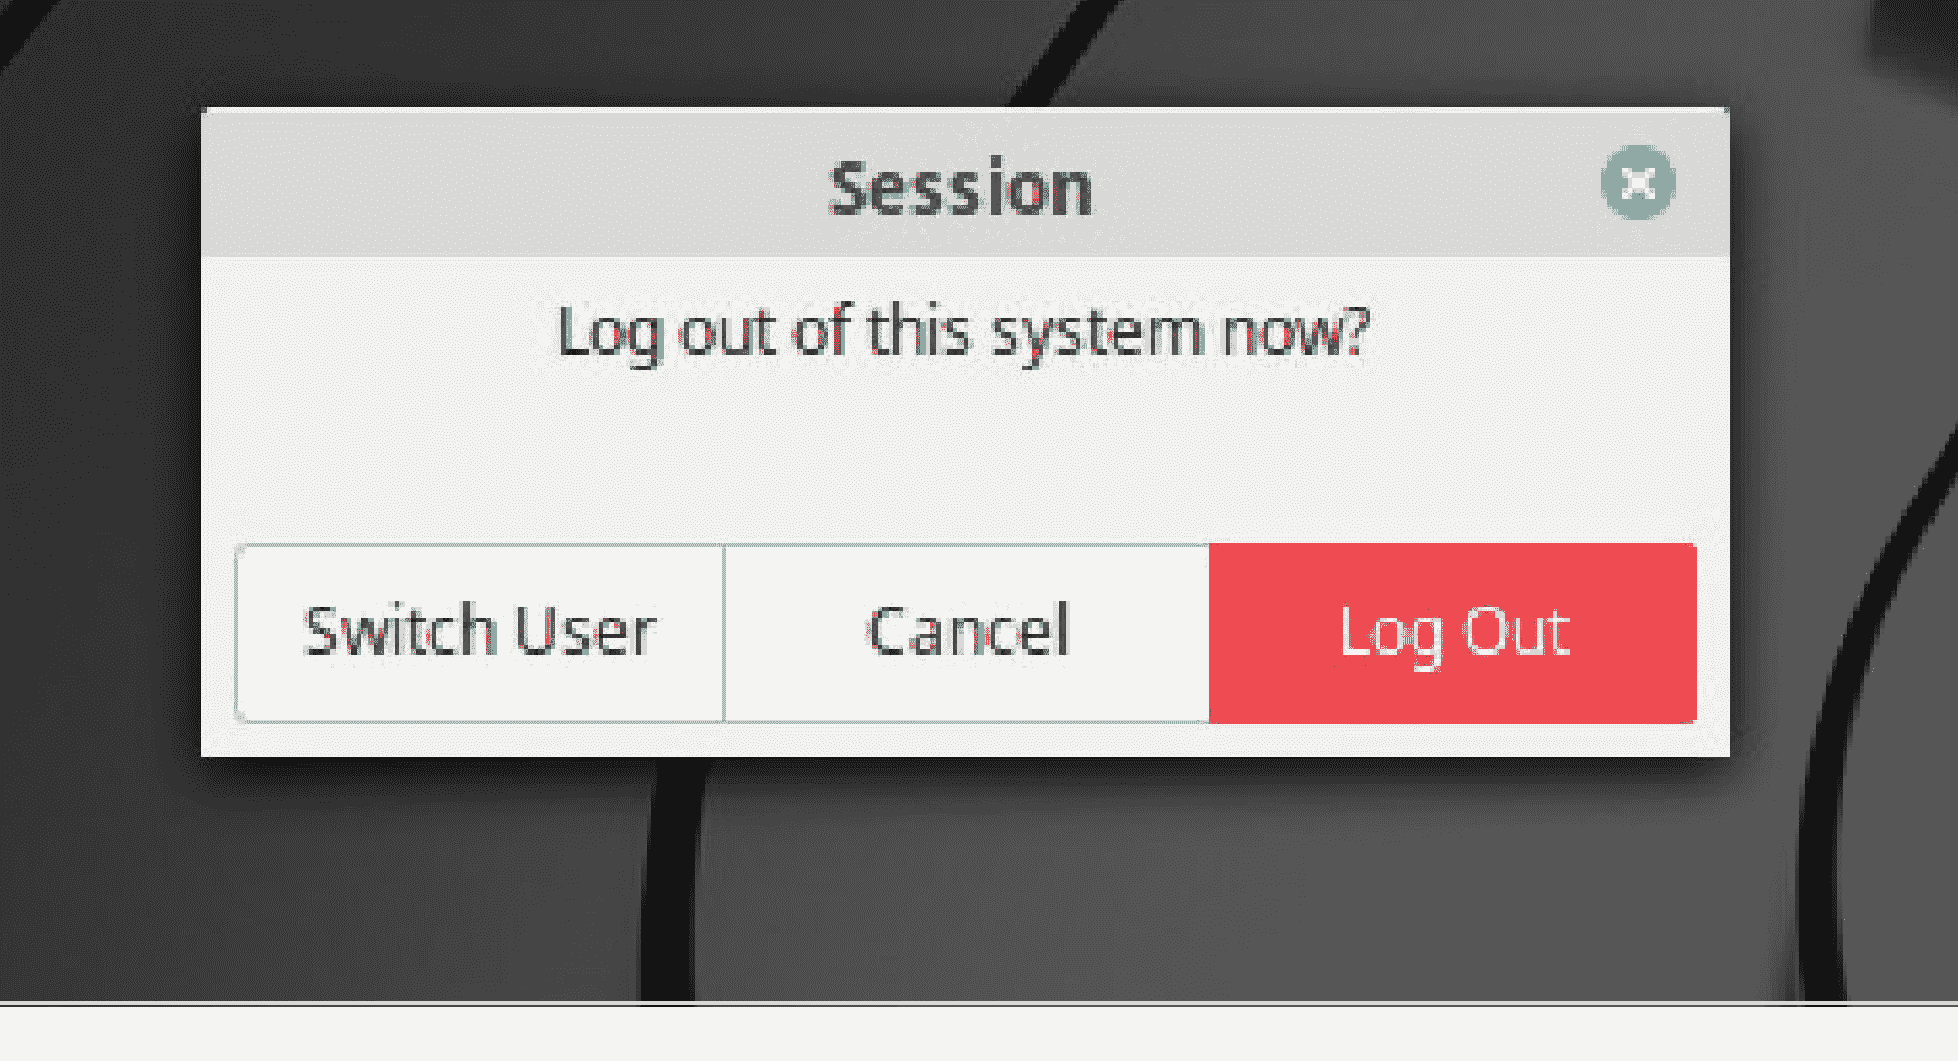 Session
Log out of this system now?
Switch User
Cancel
Log Out